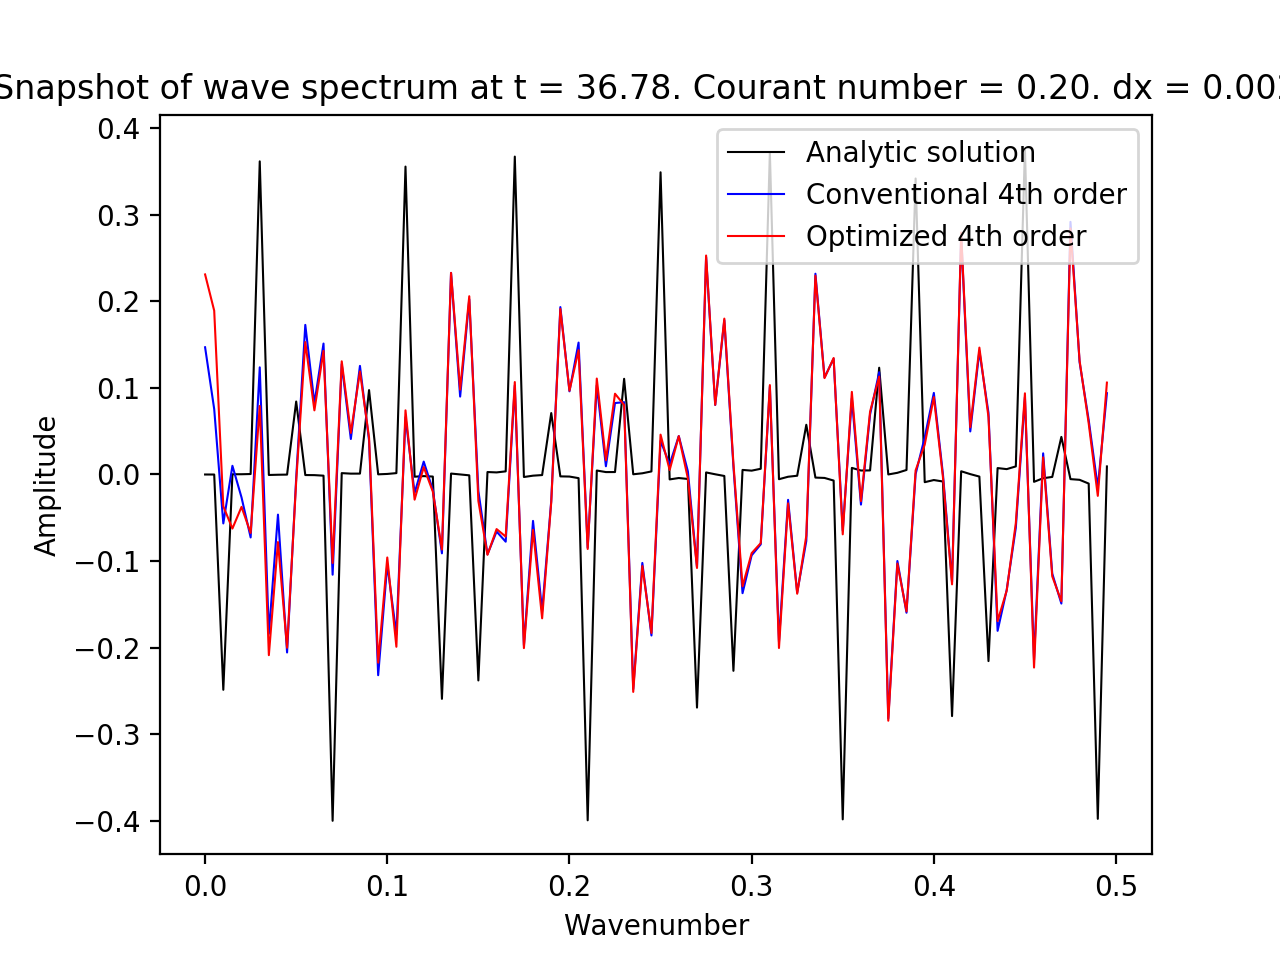 Snapshot of wave spectrum at t = 36.78. Courant number = 0.20. dx = 0.002
0.4
0.3
0.2
0.1
0.0
−0.1
−0.2
−0.3
−0.4
Amplitude
Analytic solution
Conventional 4th order
Optimized 4th order
0.0 0.1 0.2 0.3 0.4 0.5
Wavenumber